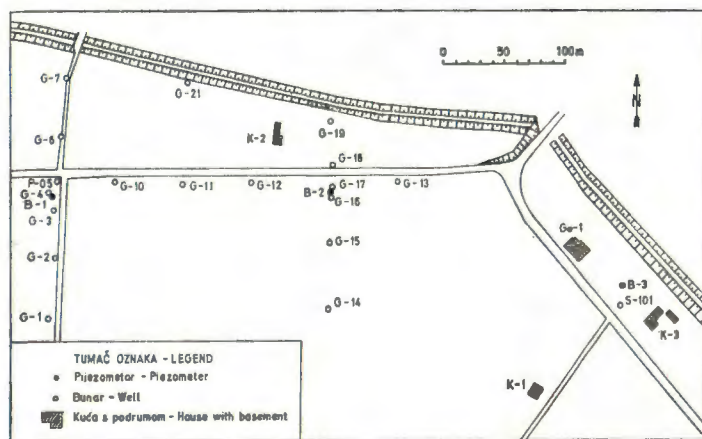 0 50 100 m
N
G-7
G-21
G-6
K-2
G-19
G-18
P-05
G-10
G-11
G-12
G-17
G-13
G-4
B-1
B-2
G-16
G-3
G-2
G-15
Ge-1
B-3
S-101
G-14
G-1
K-3
K-1
TUMAČ OZNAKA - LEGEND
Pijezometar - Piezometer
Bunar - Well
Kuća s podrumom - House with basement